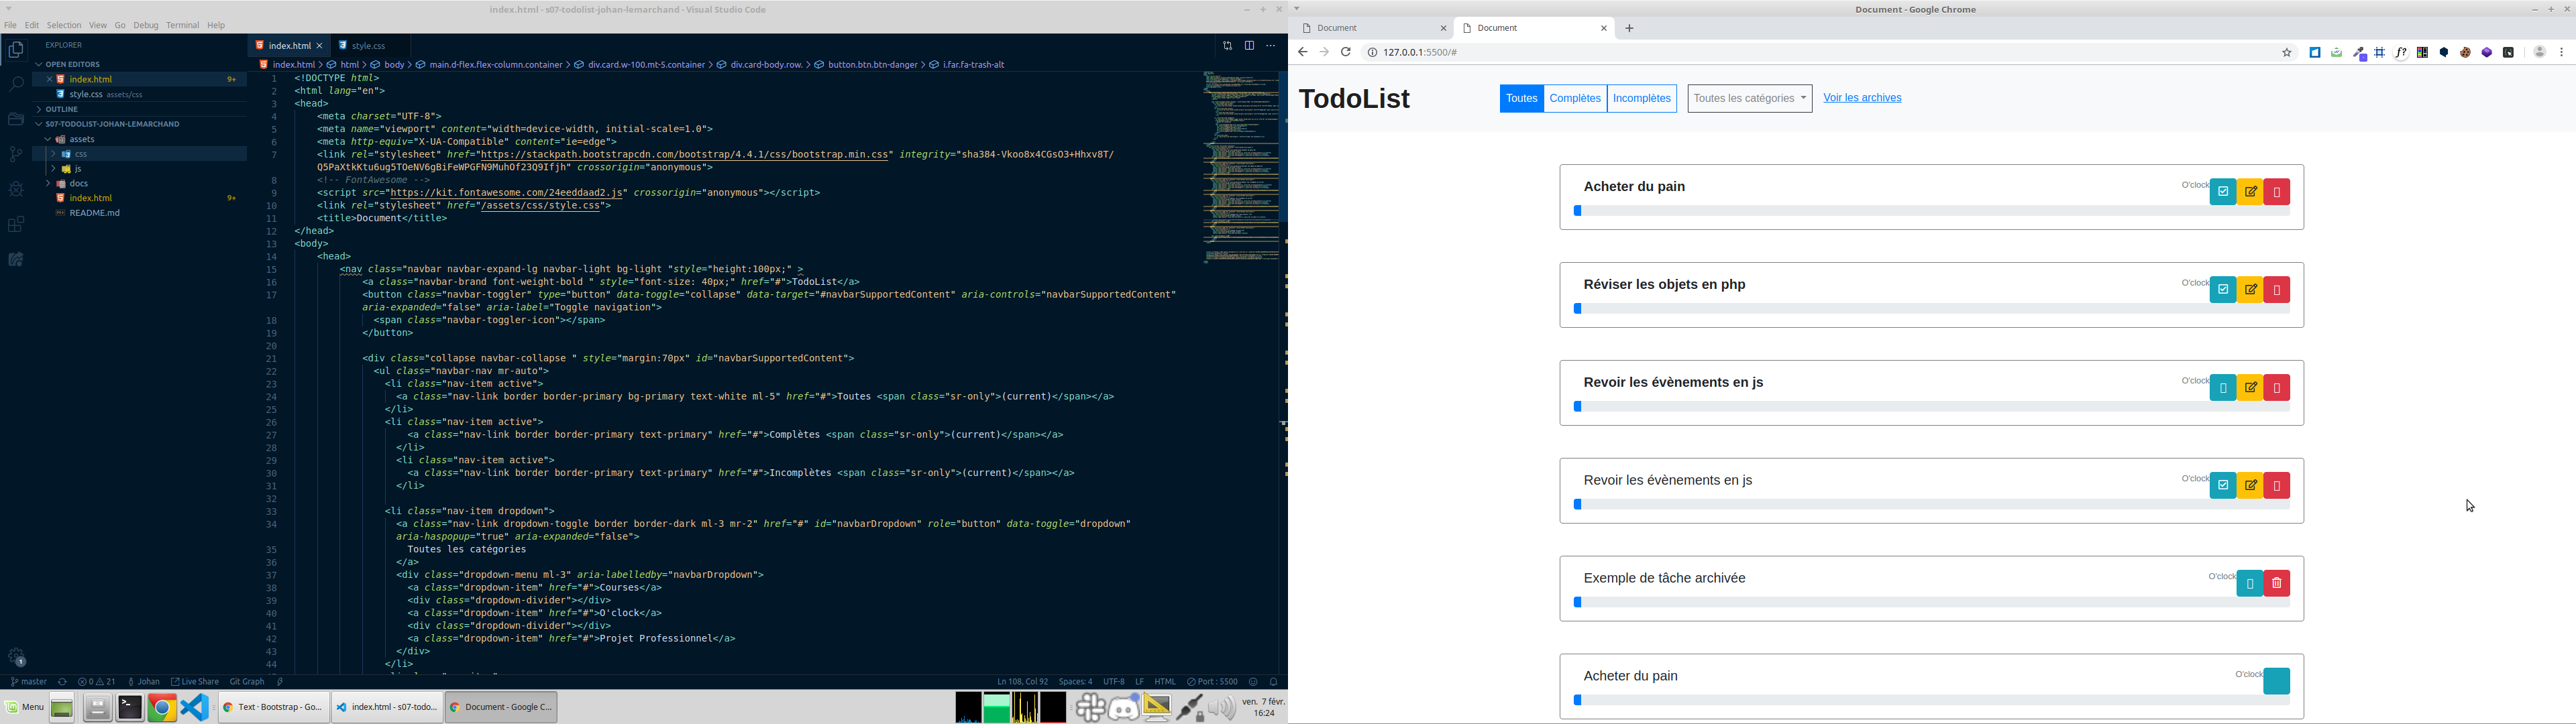 index.html - s07-todolist-johan-lemarchand - Visual Studio Code
File Edit Selection View Go Debug Terminal Help
EXPLORER
OPEN EDITORS
index.html 9+
style.css assets/css
OUTLINE
S07-TODOLIST-JOHAN-LEMARCHAND
assets
css
js
docs
index.html 9+
README.md
1
index.html
style.css
index.html > html > body > main.d-flex.flex-column.container > div.card.w-100.mt-5.container > div.card-body.row. > button.btn.btn-danger > i.far.fa-trash-alt
1 <!DOCTYPE html>
2 <html lang="en">
3 <head>
4 <meta charset="UTF-8">
5 <meta name="viewport" content="width=device-width, initial-scale=1.0">
6 <meta http-equiv="X-UA-Compatible" content="ie=edge">
7 <link rel="stylesheet" href="https://stackpath.bootstrapcdn.com/bootstrap/4.4.1/css/bootstrap.min.css" integrity="sha384-Vkoo8x4CGsO3+Hhxv8T/
Q5PaXtkKtu6ug5TOeNV6gBiFeWPGFN9MuhOf23Q9Ifjh" crossorigin="anonymous">
8 <!-- FontAwesome -->
9 <script src="https://kit.fontawesome.com/24eeddaad2.js" crossorigin="anonymous"></script>
10 <link rel="stylesheet" href="/assets/css/style.css">
11 <title>Document</title>
12 </head>
13 <body>
14 <head>
15 <nav class="navbar navbar-expand-lg navbar-light bg-light "style="height:100px;" >
16 <a class="navbar-brand font-weight-bold " style="font-size: 40px;" href="#">TodoList</a>
17 <button class="navbar-toggler" type="button" data-toggle="collapse" data-target="#navbarSupportedContent" aria-controls="navbarSupportedContent"
aria-expanded="false" aria-label="Toggle navigation">
18 <span class="navbar-toggler-icon"></span>
19 </button>
20
21 <div class="collapse navbar-collapse " style="margin:70px" id="navbarSupportedContent">
22 <ul class="navbar-nav mr-auto">
23 <li class="nav-item active">
24 <a class="nav-link border border-primary bg-primary text-white ml-5" href="#">Toutes <span class="sr-only">(current)</span></a>
25 </li>
26 <li class="nav-item active">
27 <a class="nav-link border border-primary text-primary" href="#">Complètes <span class="sr-only">(current)</span></a>
28 </li>
29 <li class="nav-item active">
30 <a class="nav-link border border-primary text-primary" href="#">Incomplètes <span class="sr-only">(current)</span></a>
31 </li>
32
33 <li class="nav-item dropdown">
34 <a class="nav-link dropdown-toggle border border-dark ml-3 mr-2" href="#" id="navbarDropdown" role="button" data-toggle="dropdown"
aria-haspopup="true" aria-expanded="false">
35 Toutes les catégories
36 </a>
37 <div class="dropdown-menu ml-3" aria-labelledby="navbarDropdown">
38 <a class="dropdown-item" href="#">Courses</a>
39 <div class="dropdown-divider"></div>
40 <a class="dropdown-item" href="#">O'clock</a>
41 <div class="dropdown-divider"></div>
42 <a class="dropdown-item" href="#">Projet Professionnel</a>
43 </div>
44 </li>
master 0 21 Johan Live Share Git Graph Ln 108, Col 92 Spaces: 4 UTF-8 LF HTML Port : 5500
Menu Text · Bootstrap - Go... index.html - s07-todo... Document - Google C... ven. 7 févr.
16:24
Document - Google Chrome
Document
Document
127.0.0.1:5500/#
f?
TodoList
Toutes Complètes Incomplètes Toutes les catégories Voir les archives
Acheter du pain O'clock
Réviser les objets en php O'clock
Revoir les évènements en js O'clock
Revoir les évènements en js O'clock
Exemple de tâche archivée O'clock
Acheter du pain O'clock